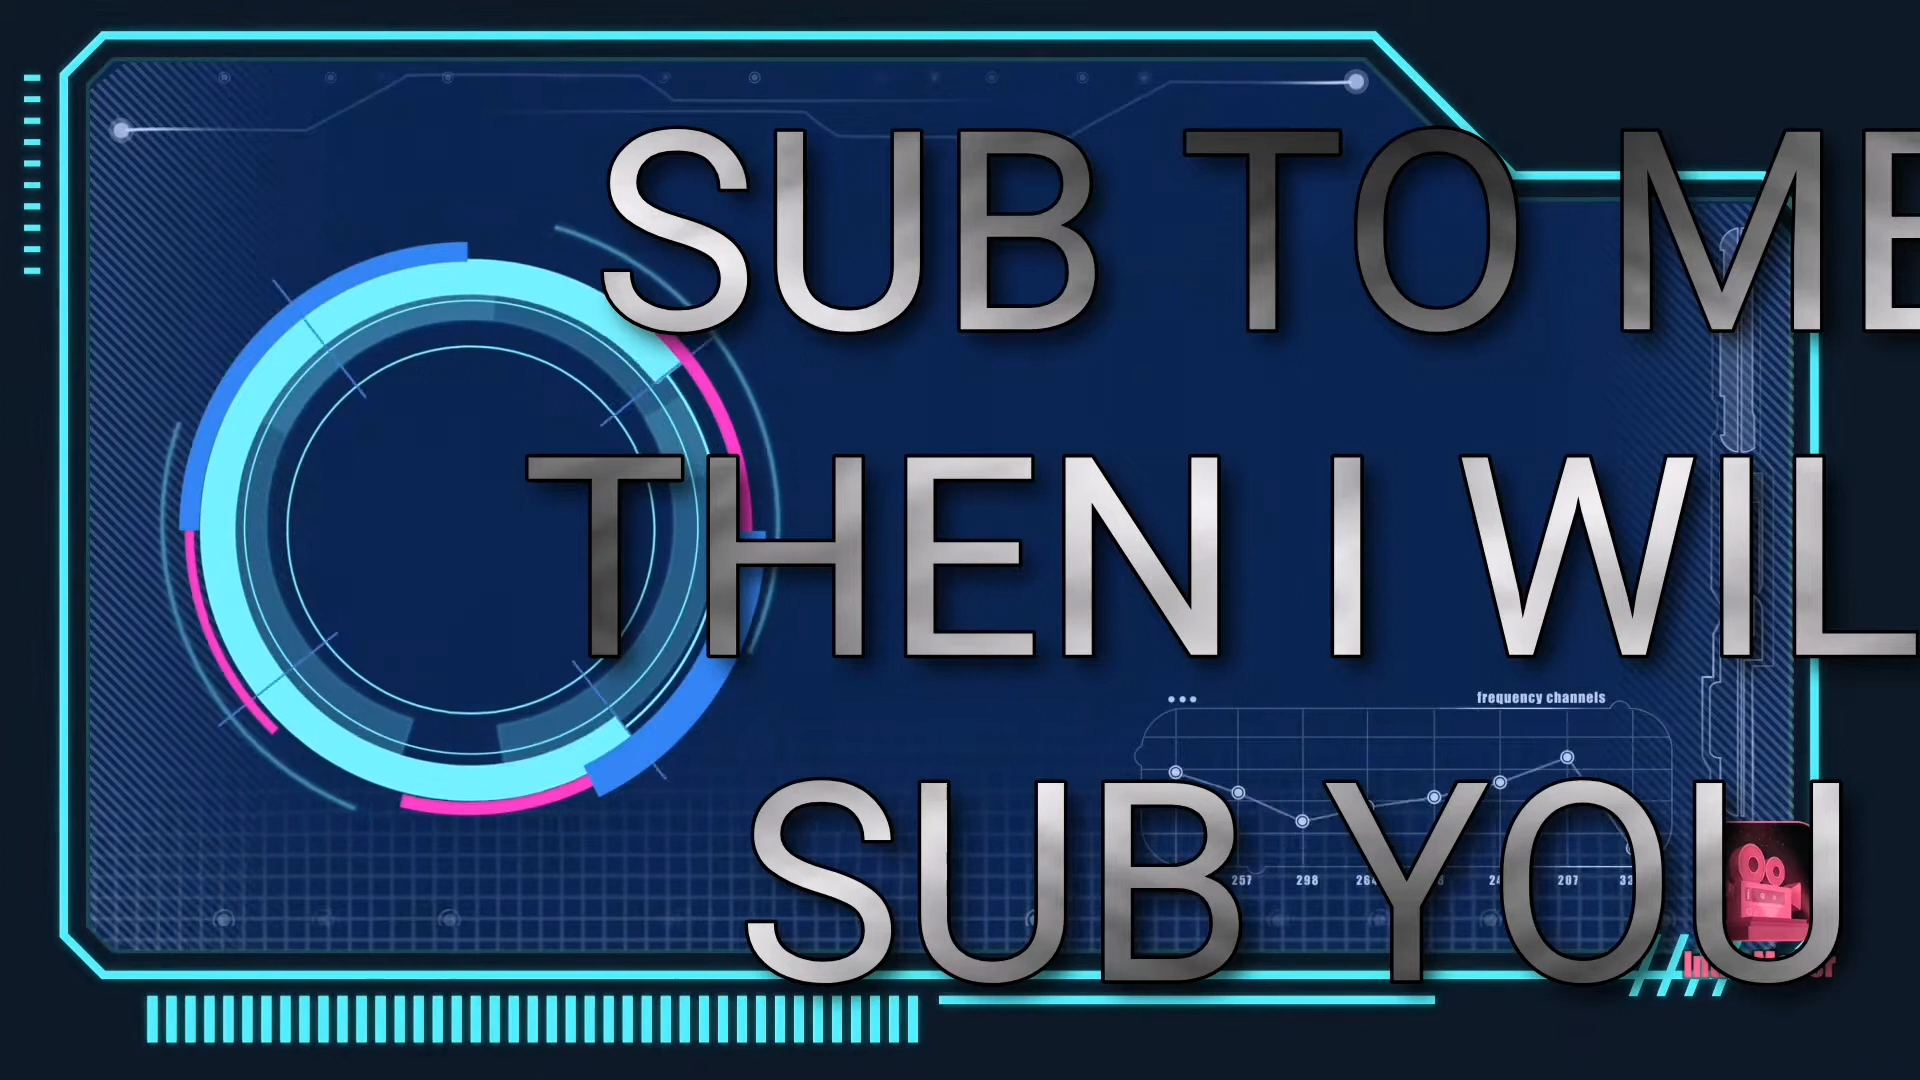 SUB TO ME
THEN I WIL
frequency channels
SUB YOU
257 298 207